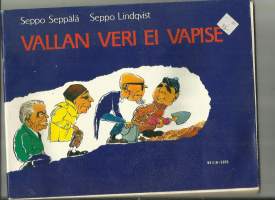 Seppo Seppälä Seppo Lindqvist
VALLAN VERI EI VAPISE